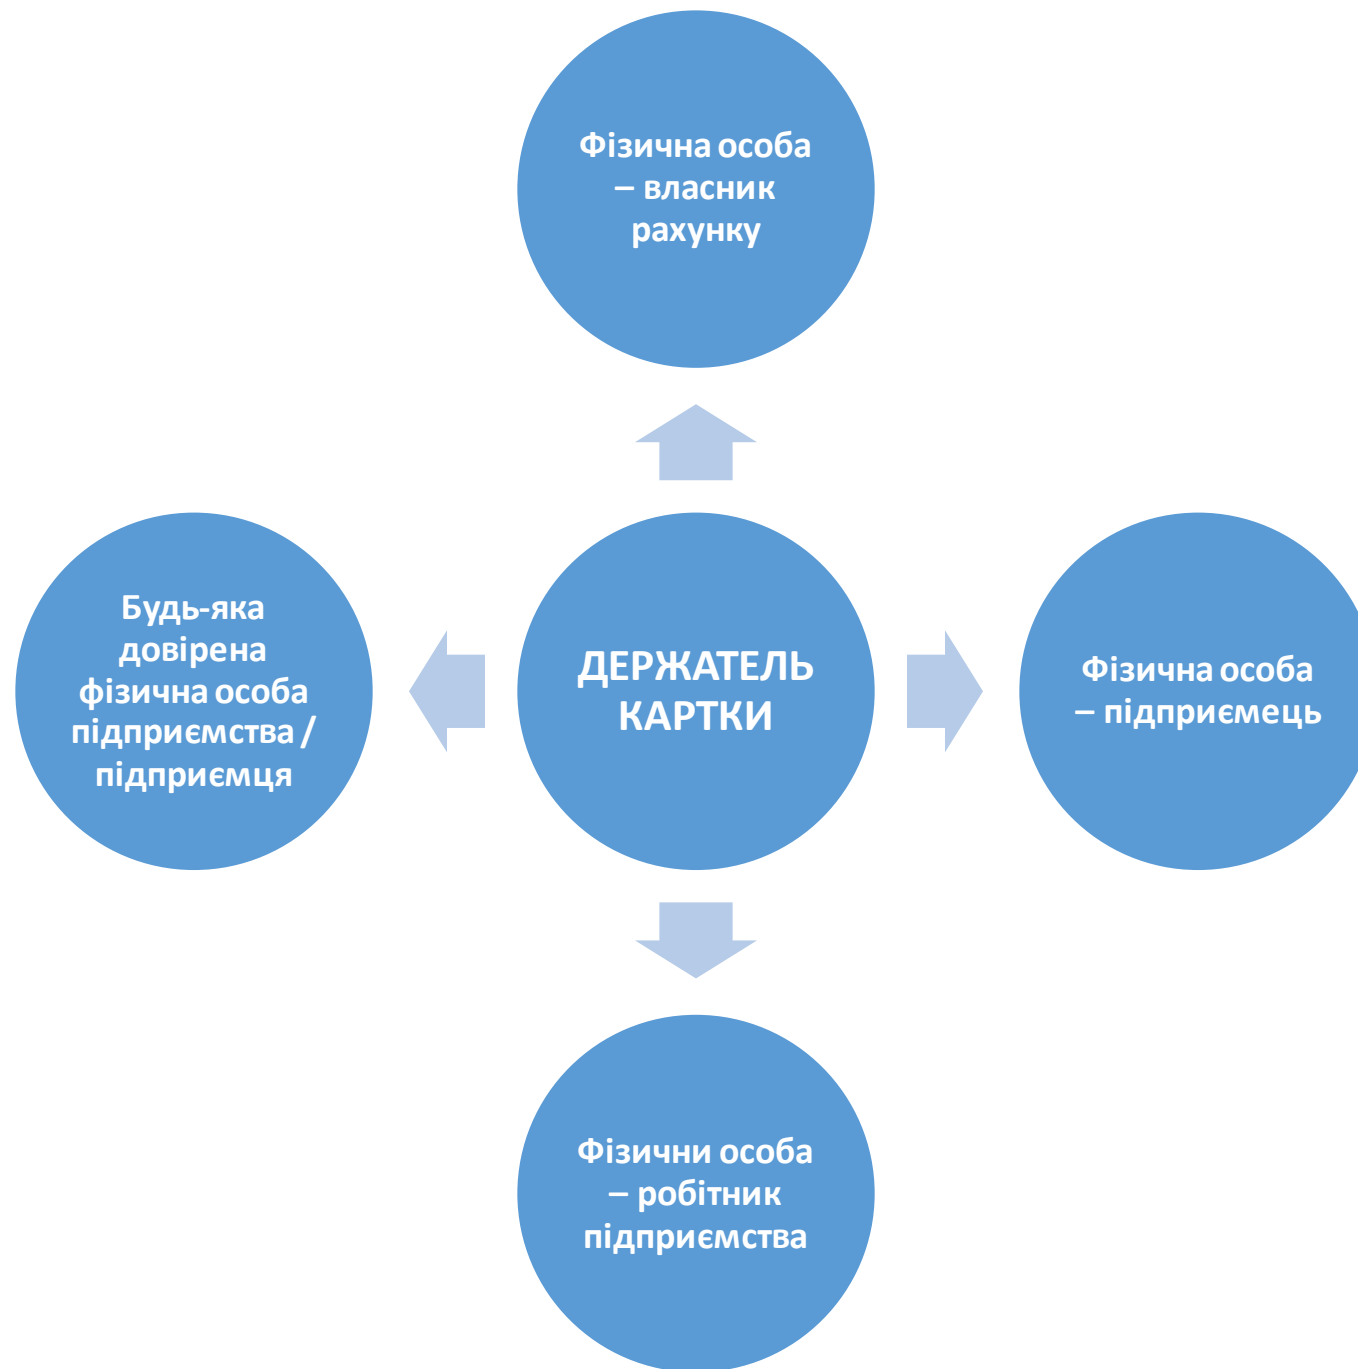 Фізична особа
– власник
рахунку
Будь-яка
довірена
фізична особа
підприємства /
підприємця
ДЕРЖАТЕЛЬ
КАРТКИ
Фізична особа
– підприємець
Фізични особа
– робітник
підприємства